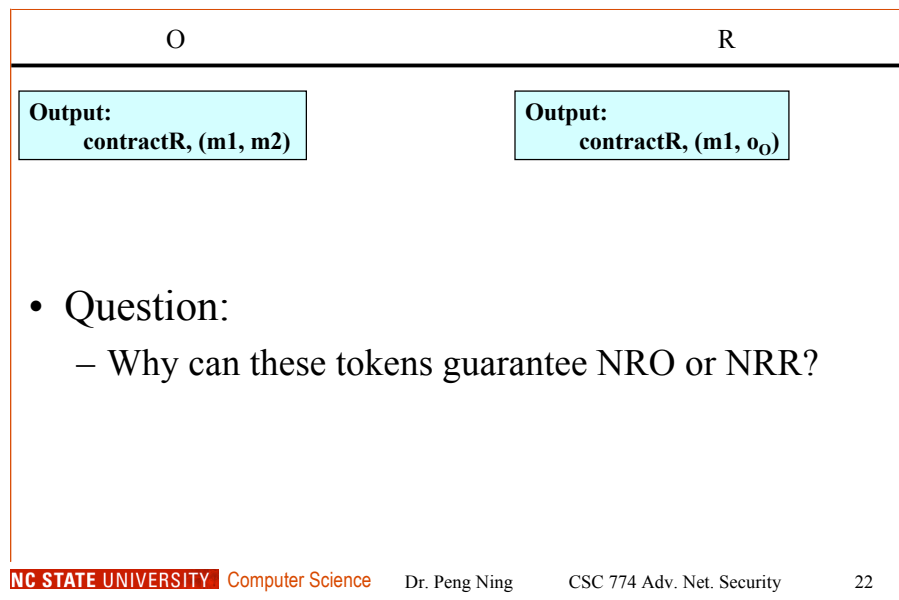 O R
Output:
contractR, (m1, m2)
Output:
contractR, (m1, oO)
• Question:
– Why can these tokens guarantee NRO or NRR?
NC STATE UNIVERSITY Computer Science Dr. Peng Ning CSC 774 Adv. Net. Security 22